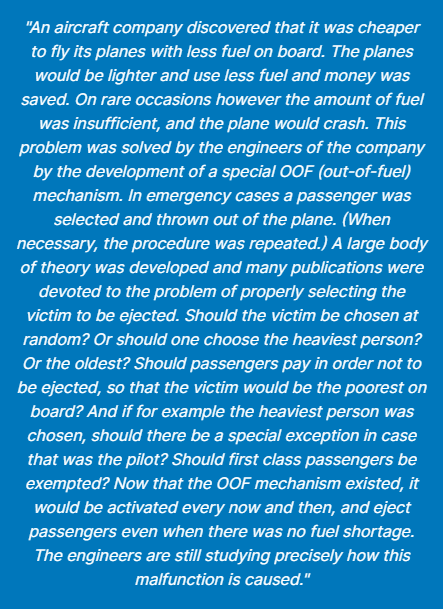 "An aircraft company discovered that it was cheaper
to fly its planes with less fuel on board. The planes
would be lighter and use less fuel and money was
saved. On rare occasions however the amount of fuel
was insufficient, and the plane would crash. This
problem was solved by the engineers of the company
by the development of a special OOF (out-of-fuel)
mechanism. In emergency cases a passenger was
selected and thrown out of the plane. (When
necessary, the procedure was repeated.) A large body
of theory was developed and many publications were
devoted to the problem of properly selecting the
victim to be ejected. Should the victim be chosen at
random? Or should one choose the heaviest person?
Or the oldest? Should passengers pay in order not to
be ejected, so that the victim would be the poorest on
board? And if for example the heaviest person was
chosen, should there be a special exception in case
that was the pilot? Should first class passengers be
exempted? Now that the OOF mechanism existed, it
would be activated every now and then, and eject
passengers even when there was no fuel shortage.
The engineers are still studying precisely how this
malfunction is caused."